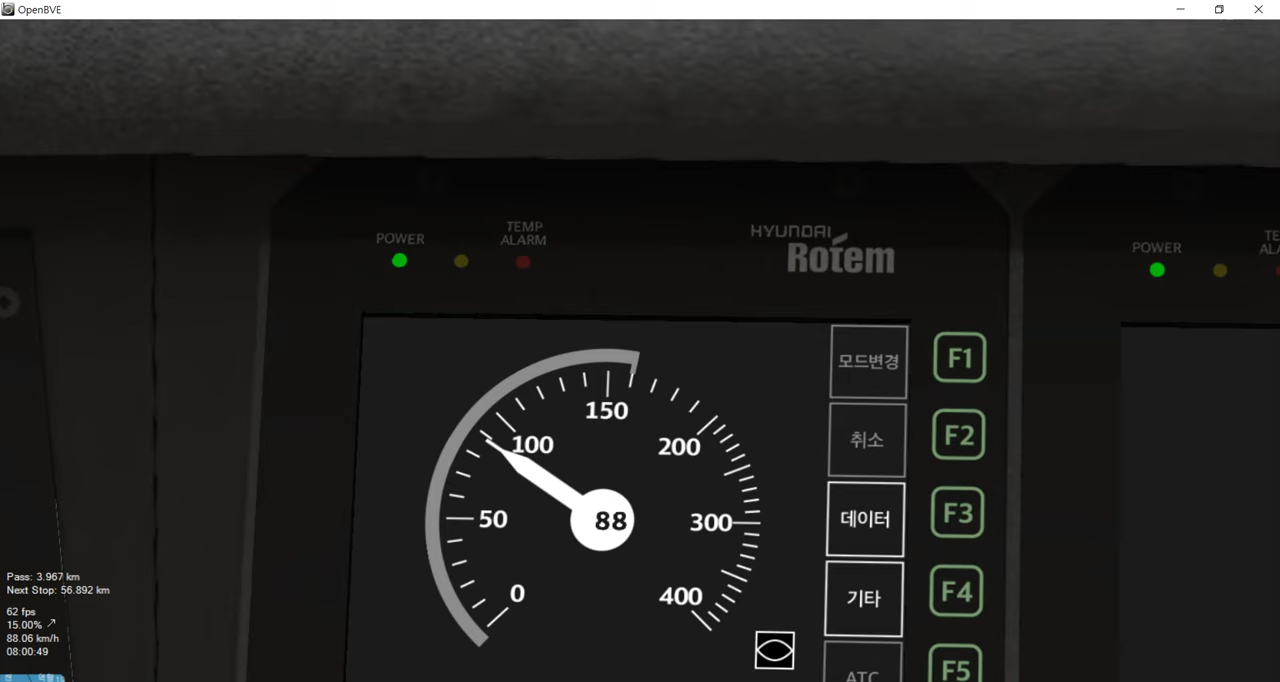 OpenBVE
POWER
TEMP
ALARM
HYUNDAI
Rotem
POWER
150
100
200
50
88
300
0
400
모드변경
F1
취소
F2
데이터
F3
기타
F4
ATC
F5
Pass: 3.967 km
Next Stop: 56.892 km
62 fps
15.00% ↗
88.06 km/h
08:00:49